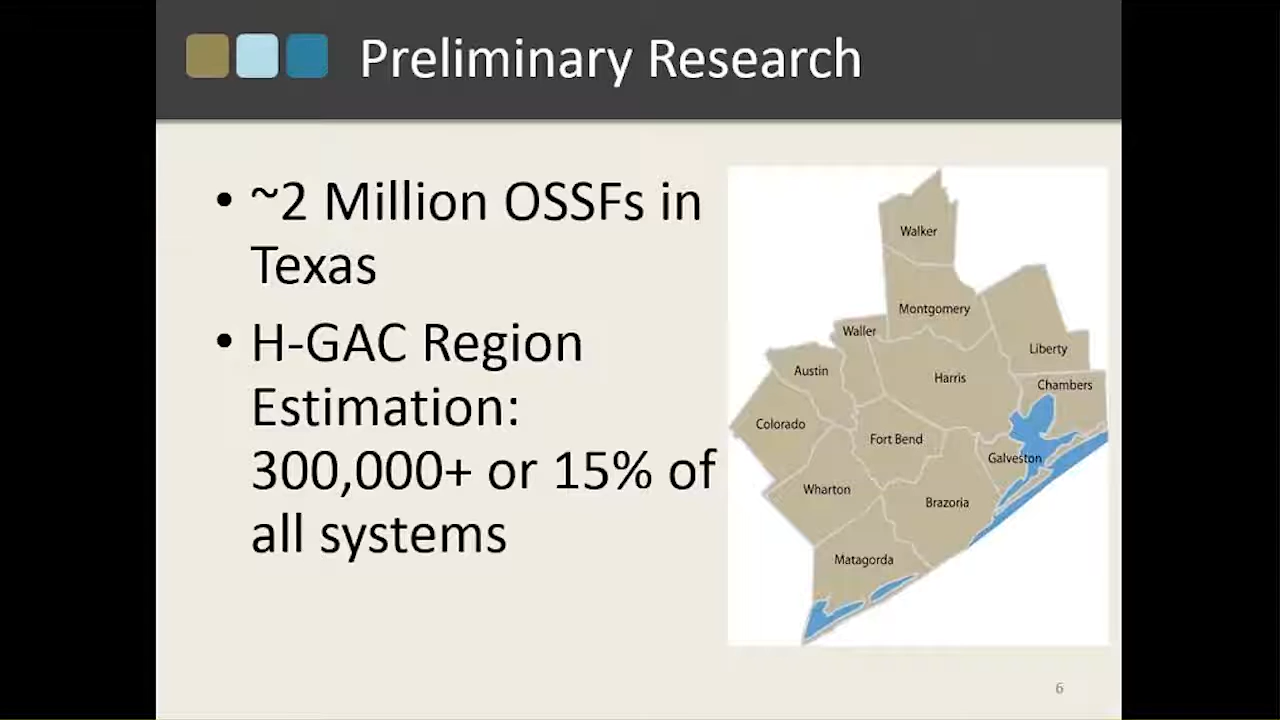 Preliminary Research
• ~2 Million OSSFs in
Texas
• H-GAC Region
Estimation:
300,000+ or 15% of
all systems
Walker
Montgomery
Waller
Liberty
Austin
Harris
Chambers
Colorado
Fort Bend
Galveston
Wharton
Brazoria
Matagorda
6